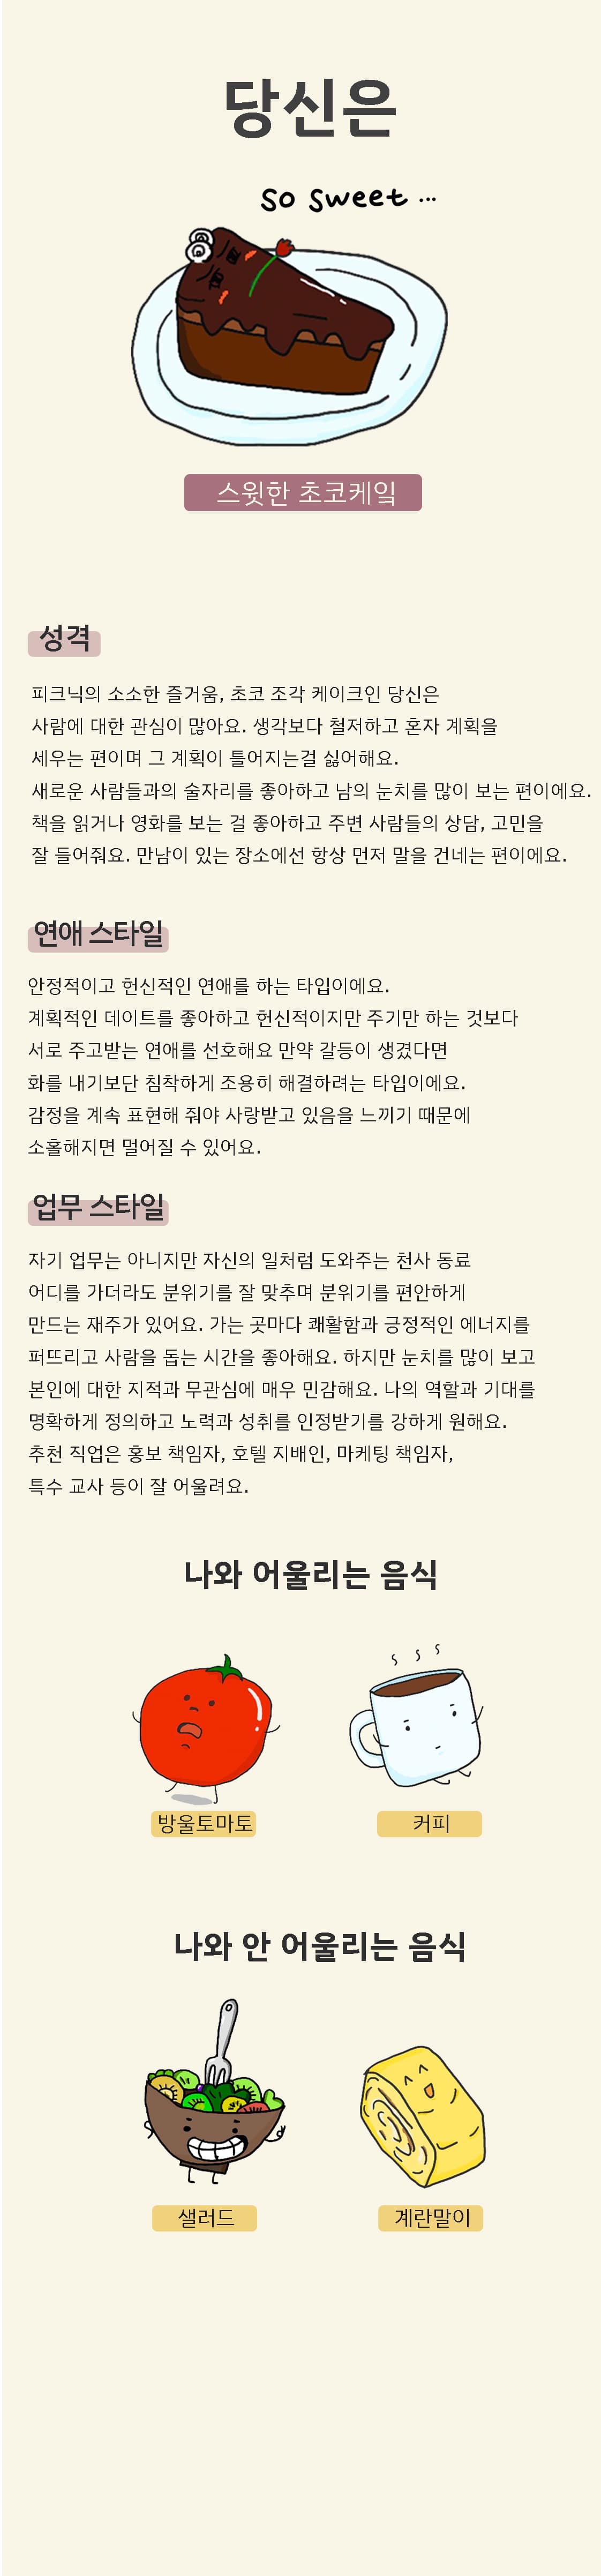 당신은
so sweet ...
스윗한 초코케잌
성격
피크닉의 소소한 즐거움, 초코 조각 케이크인 당신은
사람에 대한 관심이 많아요. 생각보다 철저하고 혼자 계획을
세우는 편이며 그 계획이 틀어지는걸 싫어해요.
새로운 사람들과의 술자리를 좋아하고 남의 눈치를 많이 보는 편이에요.
책을 읽거나 영화를 보는 걸 좋아하고 주변 사람들의 상담, 고민을
잘 들어줘요. 만남이 있는 장소에선 항상 먼저 말을 건네는 편이에요.
연애 스타일
안정적이고 헌신적인 연애를 하는 타입이에요.
계획적인 데이트를 좋아하고 헌신적이지만 주기만 하는 것보다
서로 주고받는 연애를 선호해요 만약 갈등이 생겼다면
화를 내기보단 침착하게 조용히 해결하려는 타입이에요.
감정을 계속 표현해 줘야 사랑받고 있음을 느끼기 때문에
소홀해지면 멀어질 수 있어요.
업무 스타일
자기 업무는 아니지만 자신의 일처럼 도와주는 천사 동료
어디를 가더라도 분위기를 잘 맞추며 분위기를 편안하게
만드는 재주가 있어요. 가는 곳마다 쾌활함과 긍정적인 에너지를
퍼뜨리고 사람을 돕는 시간을 좋아해요. 하지만 눈치를 많이 보고
본인에 대한 지적과 무관심에 매우 민감해요. 나의 역할과 기대를
명확하게 정의하고 노력과 성취를 인정받기를 강하게 원해요.
추천 직업은 홍보 책임자, 호텔 지배인, 마케팅 책임자,
특수 교사 등이 잘 어울려요.
나와 어울리는 음식
방울토마토
커피
나와 안 어울리는 음식
샐러드
계란말이